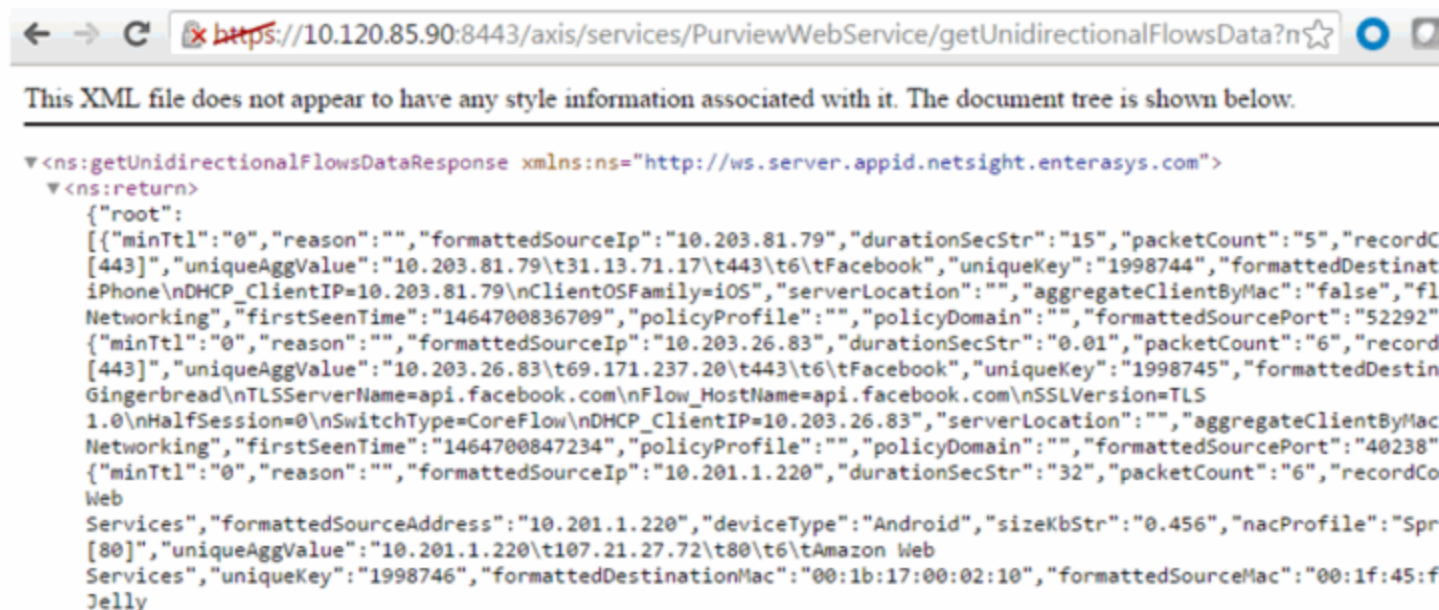 https://10.120.85.90:8443/axis/services/PurviewWebService/getUnidirectionalFlowsData?n
This XML file does not appear to have any style information associated with it. The document tree is shown below.
▼<ns:getUnidirectionalFlowsDataResponse xmlns:ns="http://ws.server.appid.netsight.enterasys.com">
▼<ns:return>
{"root":
[{"minTtl":"0","reason":"","formattedSourceIp":"10.203.81.79","durationSecStr":"15","packetCount":"5","recordC
[443]","uniqueAggValue":"10.203.81.79\t31.13.71.17\t443\t6\tFacebook","uniqueKey":"1998744","formattedDestinat
iPhone\nDHCP_ClientIP=10.203.81.79\nClientOSFamily=iOS","serverLocation":"","aggregateClientByMac":"false","fl
Networking","firstSeenTime":"1464700836709","policyProfile":"","policyDomain":"","formattedSourcePort":"52292"
{"minTtl":"0","reason":"","formattedSourceIp":"10.203.26.83","durationSecStr":"0.01","packetCount":"6","record
[443]","uniqueAggValue":"10.203.26.83\t69.171.237.20\t443\t6\tFacebook","uniqueKey":"1998745","formattedDestin
Gingerbread\nTLSServerName=api.facebook.com\nFlow_HostName=api.facebook.com\nSSLVersion=TLS
1.0\nHalfSession=0\nSwitchType=CoreFlow\nDHCP_ClientIP=10.203.26.83","serverLocation":"","aggregateClientByMac
Networking","firstSeenTime":"1464700847234","policyProfile":"","policyDomain":"","formattedSourcePort":"40238"
{"minTtl":"0","reason":"","formattedSourceIp":"10.201.1.220","durationSecStr":"32","packetCount":"6","recordCo
Web
Services","formattedSourceAddress":"10.201.1.220","deviceType":"Android","sizeKbStr":"0.456","nacProfile":"Spr
[80]","uniqueAggValue":"10.201.1.220\t107.21.27.72\t80\t6\tAmazon Web
Services","uniqueKey":"1998746","formattedDestinationMac":"00:1b:17:00:02:10","formattedSourceMac":"00:1f:45:f
Jelly